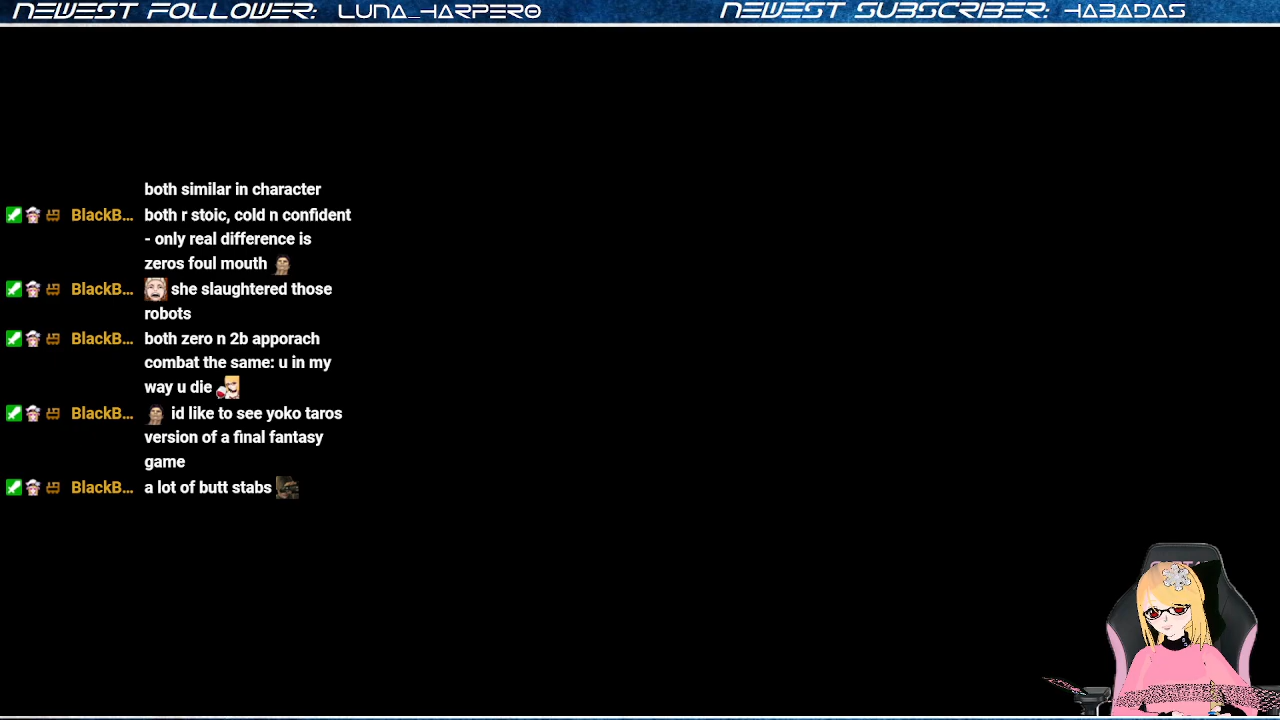 NEWEST FOLLOWER: LUNA_HARPER0 NEWEST SUBSCRIBER: HABADAS
both similar in character
BlackB... both r stoic, cold n confident
- only real difference is
zeros foul mouth
BlackB... she slaughtered those
robots
BlackB... both zero n 2b apporach
combat the same: u in my
way u die
BlackB... id like to see yoko taros
version of a final fantasy
game
BlackB... a lot of butt stabs